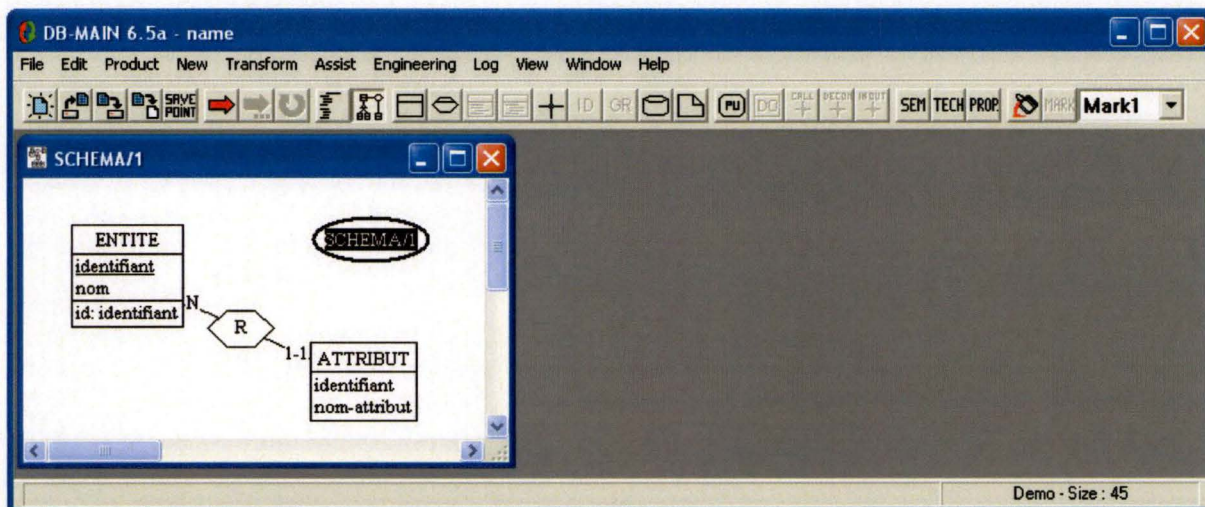 DB-MAIN 6.5a - name
File Edit Product New Transform Assist Engineering Log View Window Help
SAVE POINT ID GR PU DO CALL DECOM IN OUT SEM TECH PROP. MARK Mark1
SCHEMA/1
ENTITE
identifiant
nom
id: identifiant
SCHEMA/1
N
R
1-1
ATTRIBUT
identifiant
nom-attribut
Demo - Size : 45